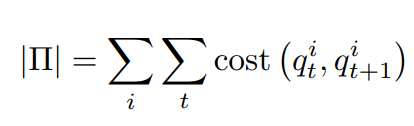 |Π| = ∑_i ∑_t cost (q_t^i, q_{t+1}^i)